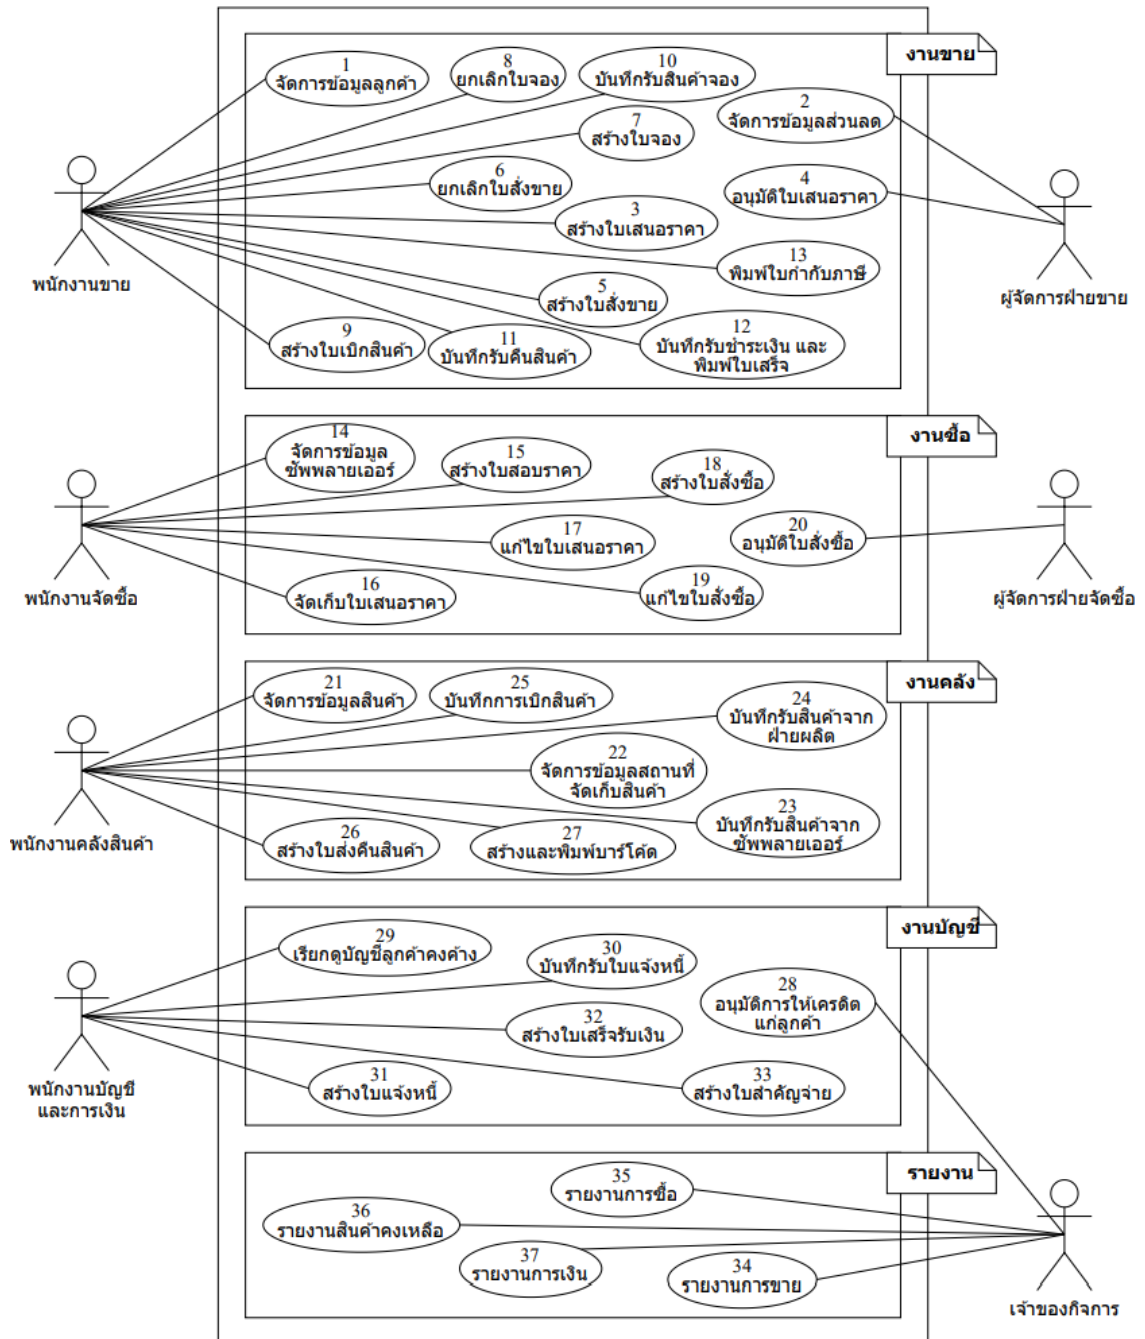 งานขาย
1
จัดการข้อมูลลูกค้า
8
ยกเลิกใบจอง
10
บันทึกรับสินค้าจอง
2
จัดการข้อมูลส่วนลด
7
สร้างใบจอง
6
ยกเลิกใบสั่งขาย
4
อนุมัติใบเสนอราคา
3
สร้างใบเสนอราคา
13
พิมพ์ใบกำกับภาษี
5
สร้างใบสั่งขาย
9
สร้างใบเบิกสินค้า
11
บันทึกรับคืนสินค้า
12
บันทึกรับชำระเงิน และ
พิมพ์ใบเสร็จ
พนักงานขาย
ผู้จัดการฝ่ายขาย
งานซื้อ
14
จัดการข้อมูล
ซัพพลายเออร์
15
สร้างใบสอบราคา
18
สร้างใบสั่งซื้อ
17
แก้ไขใบเสนอราคา
20
อนุมัติใบสั่งซื้อ
16
จัดเก็บใบเสนอราคา
19
แก้ไขใบสั่งซื้อ
พนักงานจัดซื้อ
ผู้จัดการฝ่ายจัดซื้อ
งานคลัง
21
จัดการข้อมูลสินค้า
25
บันทึกการเบิกสินค้า
24
บันทึกรับสินค้าจาก
ฝ่ายผลิต
22
จัดการข้อมูลสถานที่
จัดเก็บสินค้า
23
บันทึกรับสินค้าจาก
ซัพพลายเออร์
26
สร้างใบส่งคืนสินค้า
27
สร้างและพิมพ์บาร์โค้ด
พนักงานคลังสินค้า
งานบัญชี
29
เรียกดูบัญชีลูกค้าคงค้าง
30
บันทึกรับใบแจ้งหนี้
28
อนุมัติการให้เครดิต
แก่ลูกค้า
32
สร้างใบเสร็จรับเงิน
31
สร้างใบแจ้งหนี้
33
สร้างใบสำคัญจ่าย
พนักงานบัญชี
และการเงิน
รายงาน
35
รายงานการซื้อ
36
รายงานสินค้าคงเหลือ
37
รายงานการเงิน
34
รายงานการขาย
เจ้าของกิจการ